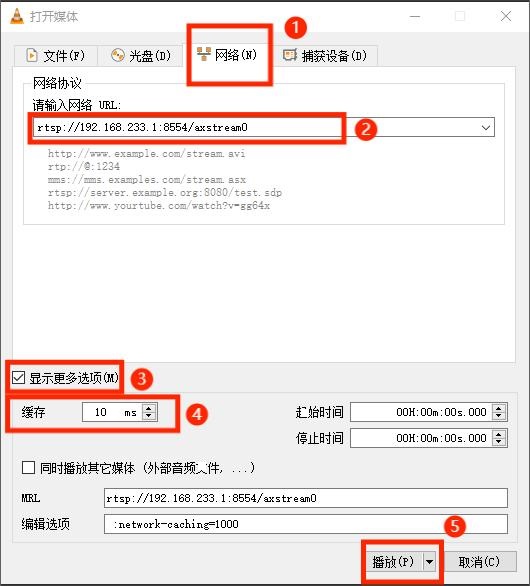 打开媒体
1
文件(F) 光盘(D) 网络(N) 捕获设备(D)
网络协议
请输入网络 URL:
rtsp://192.168.233.1:8554/axstream0 2
http://www.example.com/stream.avi
rtp://@:1234
mms://mms.examples.com/stream.asx
rtsp://server.example.org:8080/test.sdp
http://www.yourtube.com/watch?v=gg64x
显示更多选项(M) 3
缓存 10 ms 4 起始时间 00H:00m:00s.000
停止时间 00H:00m:00s.000
同时播放其它媒体(外部音频文件, ...)
MRL rtsp://192.168.233.1:8554/axstream0
编辑选项 :network-caching=1000
5
播放(P) 取消(C)